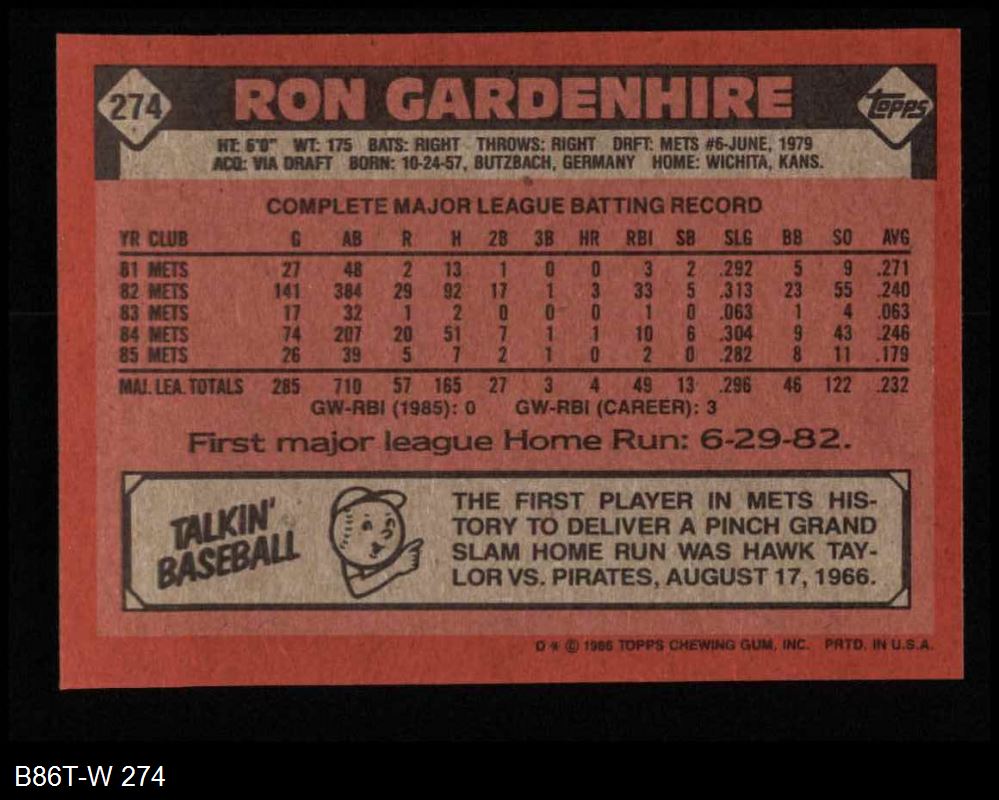 274 RON GARDENHIRE Topps
HT: 6'0" WT: 175 BATS: RIGHT THROWS: RIGHT DRFT: METS #6-JUNE, 1979
ACQ: VIA DRAFT BORN: 10-24-57, BUTZBACH, GERMANY HOME: WICHITA, KANS.
COMPLETE MAJOR LEAGUE BATTING RECORD
YR CLUB G AB R H 2B 3B HR RBI SB SLG BB SO AVG
81 METS 27 48 2 13 1 0 0 3 2 .292 5 9 .271
82 METS 141 384 29 92 17 1 3 33 5 .313 23 55 .240
83 METS 17 32 1 2 0 0 0 1 0 .063 1 4 .063
84 METS 74 207 20 51 7 1 1 10 6 .304 9 43 .246
85 METS 26 39 5 7 2 1 0 2 0 .282 8 11 .179
MAJ. LEA. TOTALS 285 710 57 165 27 3 4 49 13 .296 46 122 .232
GW-RBI (1985): 0 GW-RBI (CAREER): 3
First major league Home Run: 6-29-82.
TALKIN'
BASEBALL
THE FIRST PLAYER IN METS HIS-
TORY TO DELIVER A PINCH GRAND
SLAM HOME RUN WAS HAWK TAY-
LOR VS. PIRATES, AUGUST 17, 1966.
D * © 1986 TOPPS CHEWING GUM, INC. PRTD. IN U.S.A.
B86T-W 274